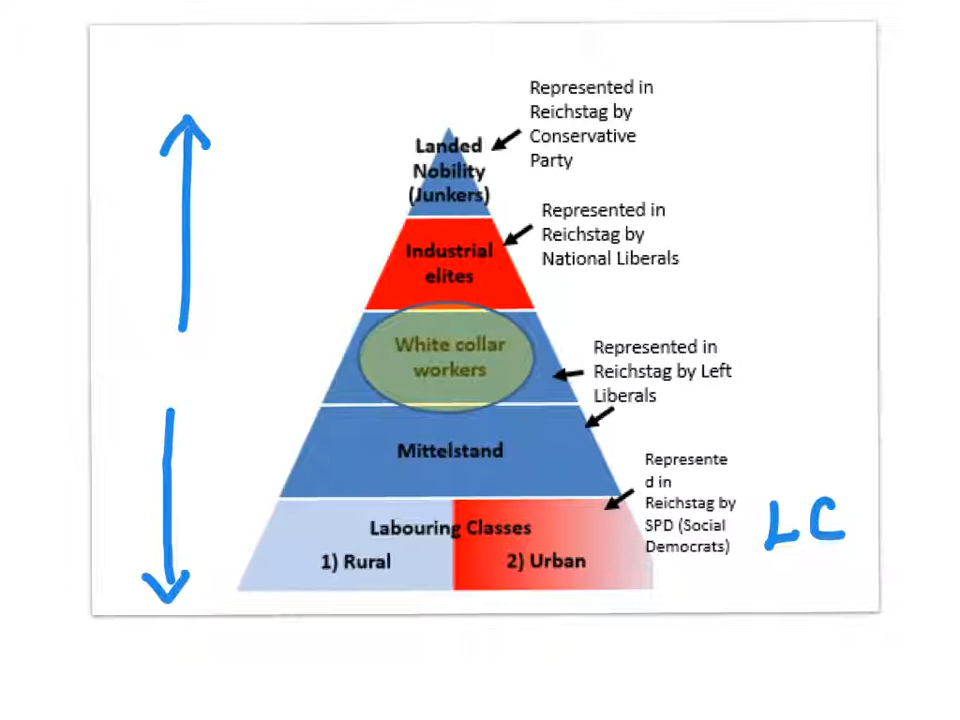 Represented in
Reichstag by
Conservative
Party
Landed
Nobility
(Junkers)
Represented in
Reichstag by
National Liberals
Industrial
elites
White collar
workers
Represented in
Reichstag by Left
Liberals
Mittelstand
Represente
d in
Reichstag by
SPD (Social
Democrats)
LC
Labouring Classes
1) Rural
2) Urban